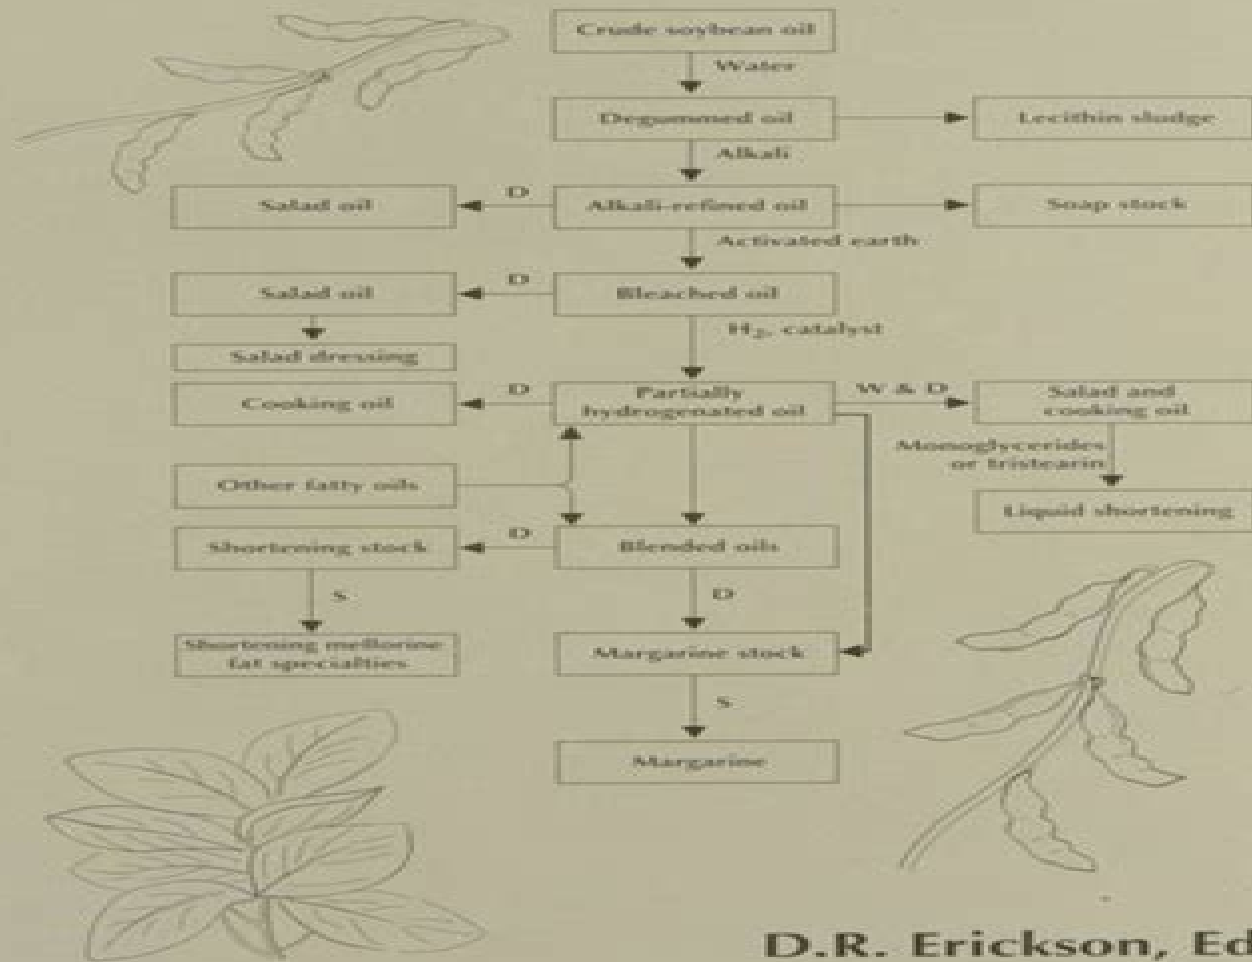 Crude soybean oil
Water
Degummed oil
Lecithin sludge
Alkali
Salad oil
D
Alkali-refined oil
Soap stock
Activated earth
Salad oil
D
Bleached oil
H₂, catalyst
Salad dressing
Cooking oil
D
Partially
hydrogenated oil
W & D
Salad and
cooking oil
Monoglycerides
or tristearin
Other fatty oils
Liquid shortening
Shortening stock
D
Blended oils
S
D
Shortening mellorine
fat specialties
Margarine stock
S
Margarine
D.R. Erickson, Ed